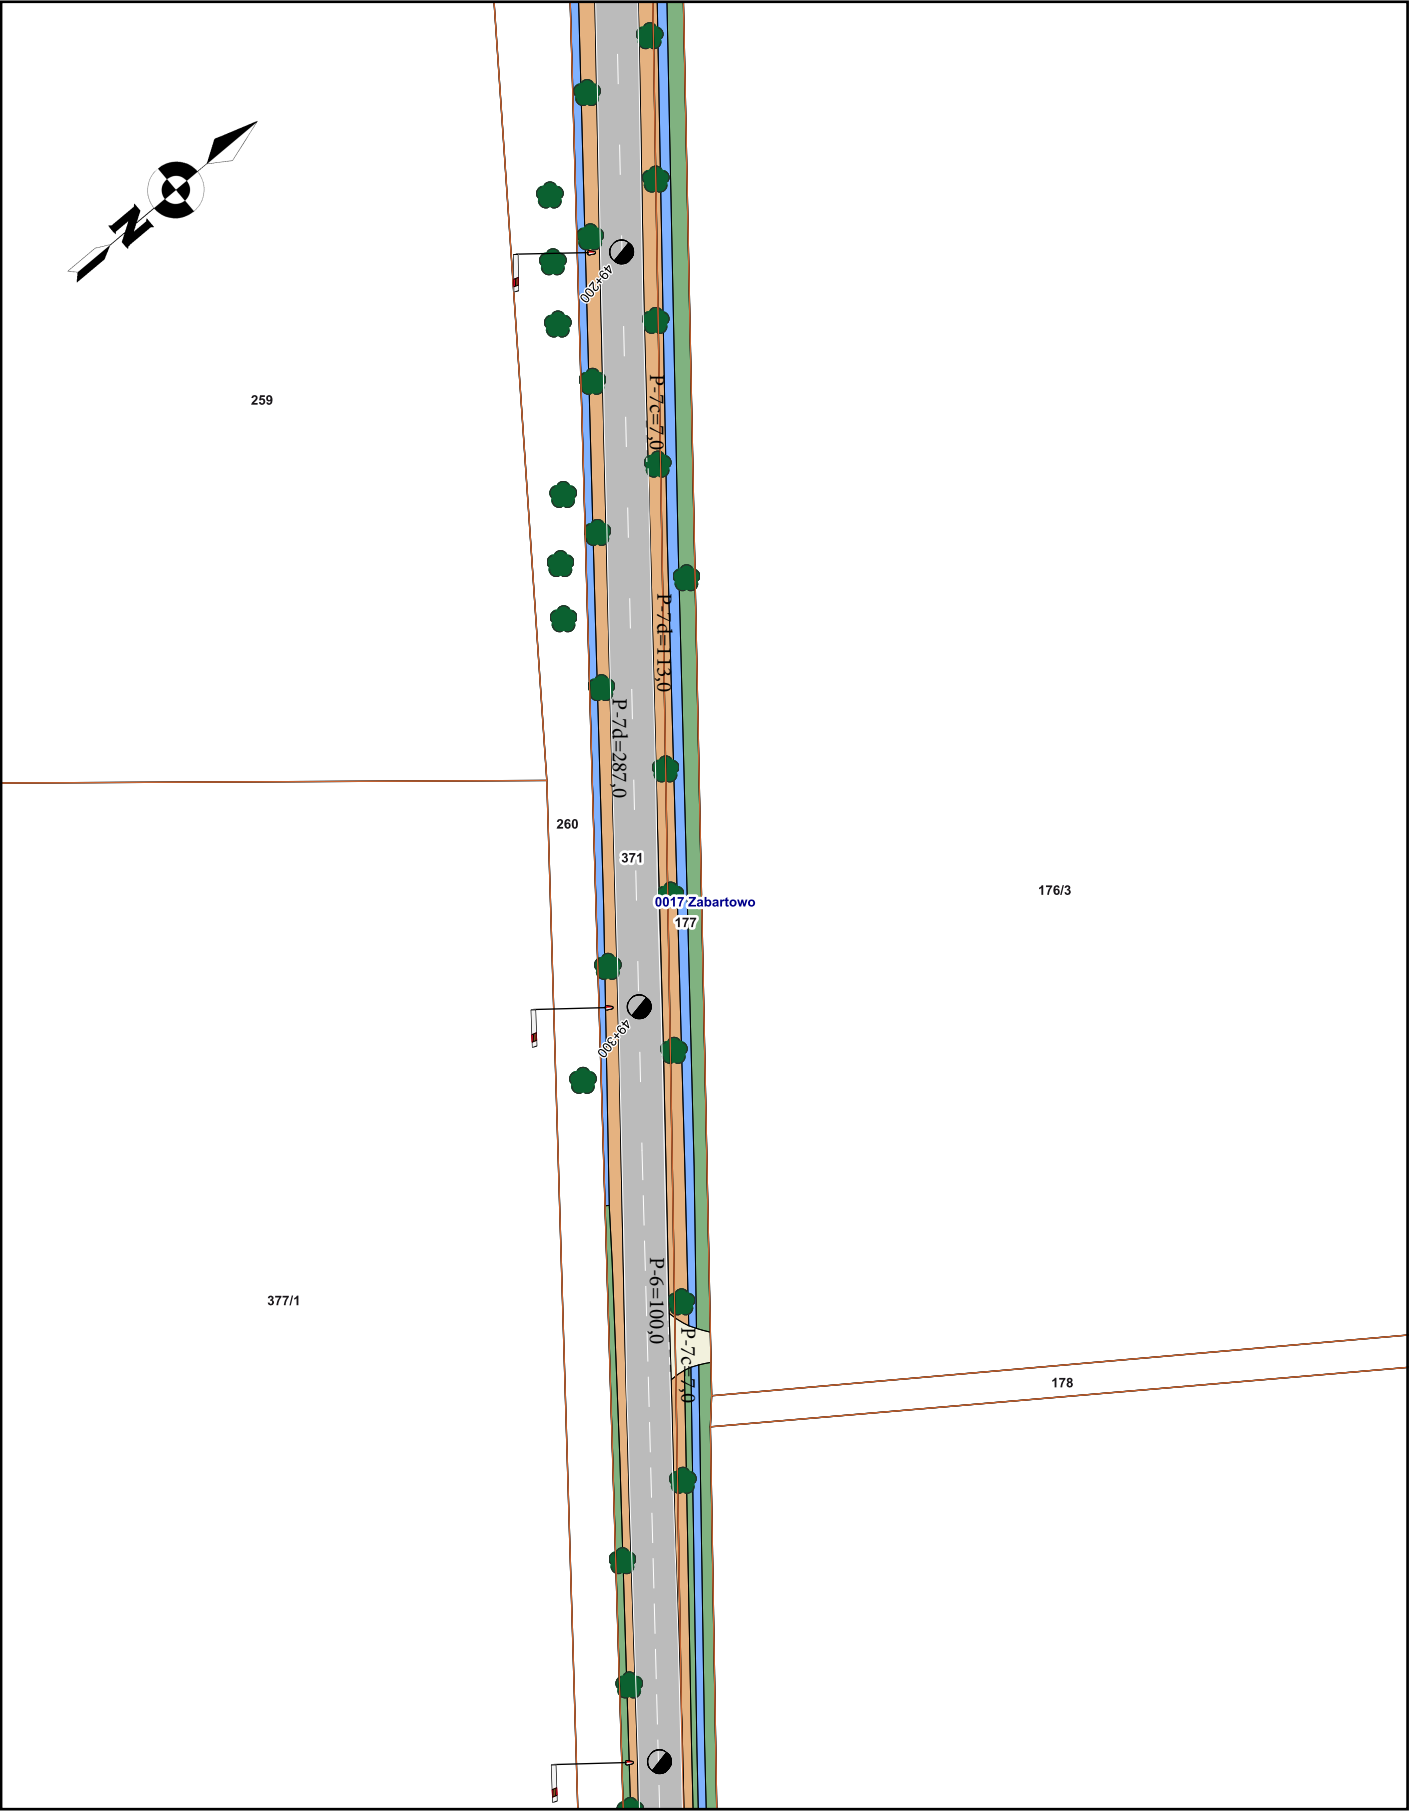 N
49+200
259
P-7c=7,0
P-7d=113,0
P-7d=287,0
260
371
176/3
0017 Zabartowo
177
49+300
377/1
P-6=100,0
P-7c=7,0
178